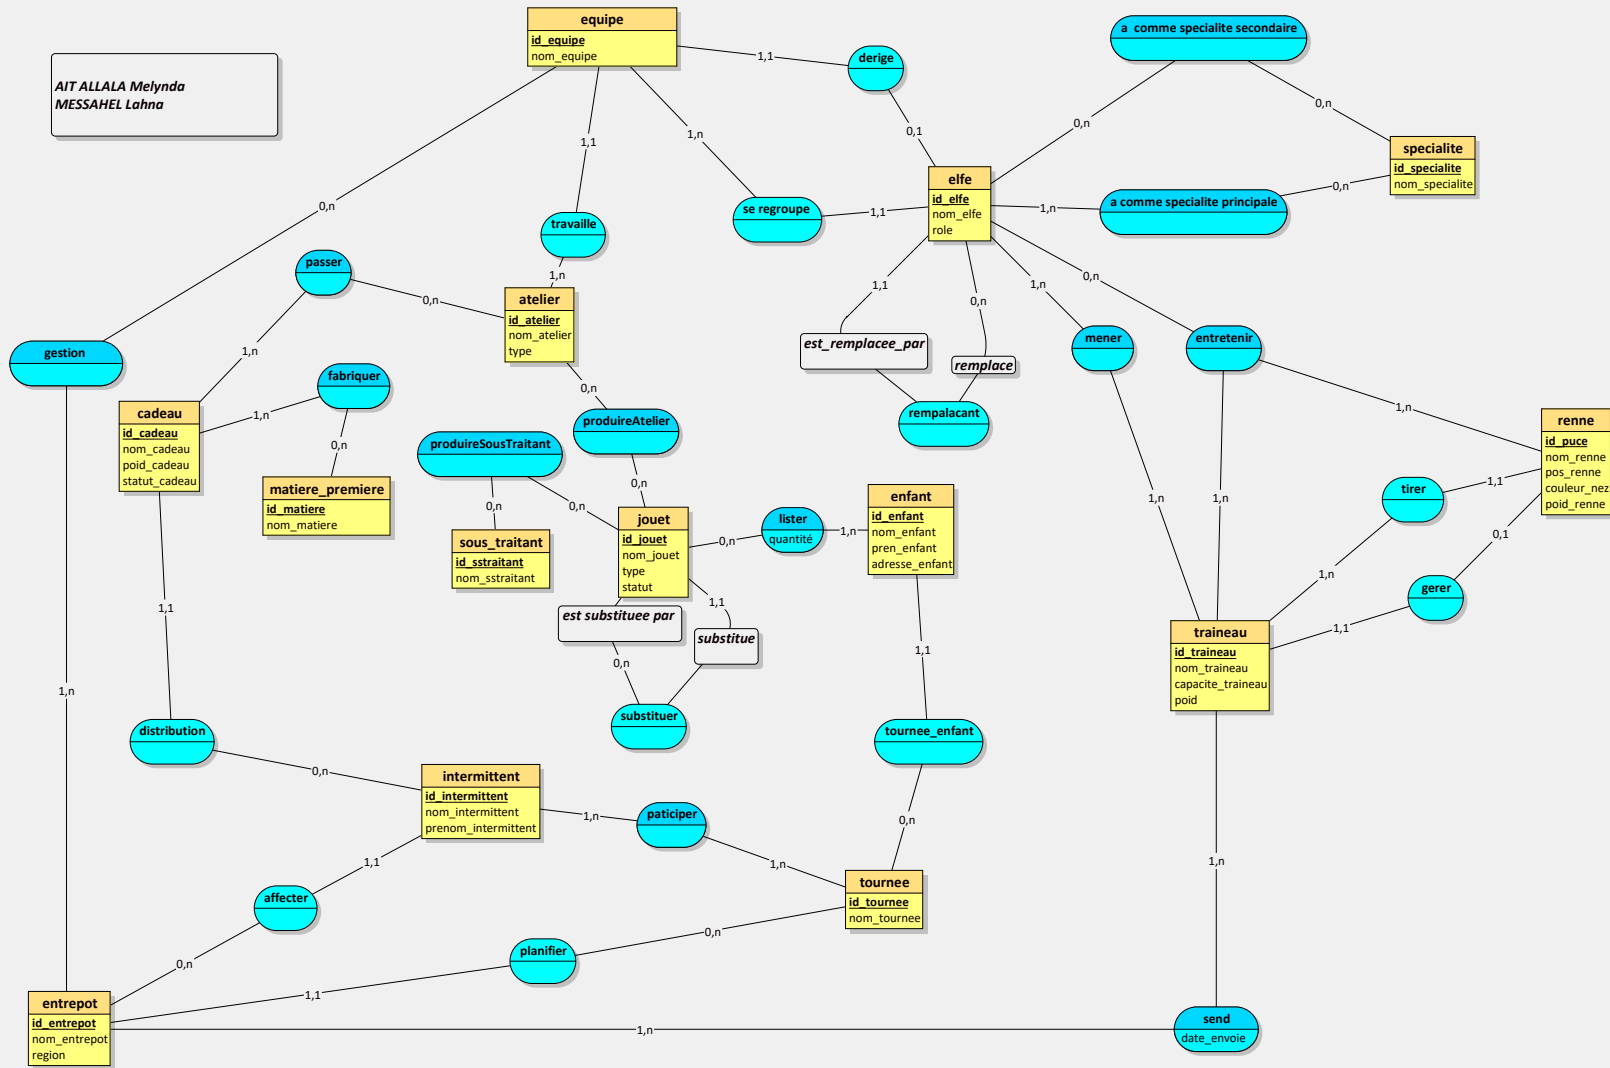 equipe
id_equipe
nom_equipe
AIT ALLALA Melynda
MESSAHEL Lahna
derige
a  comme specialite secondaire
1,1
0,1
0,n
0,n
specialite
id_specialite
nom_specialite
elfe
id_elfe
nom_elfe
role
a comme specialite principale
0,n
1,n
1,1
1,n
0,n
se regroupe
1,1
travaille
1,n
passer
0,n
1,n
atelier
id_atelier
nom_atelier
type
1,1
0,n
1,n
0,n
est_remplacee_par
remplace
rempalacant
mener
entretenir
gestion
fabriquer
1,n
0,n
cadeau
id_cadeau
nom_cadeau
poid_cadeau
statut_cadeau
0,n
produireAtelier
produireSousTraitant
1,n
1,n
1,n
renne
id_puce
nom_renne
pos_renne
couleur_nez
poid_renne
matiere_premiere
id_matiere
nom_matiere
0,n
0,n
0,n
sous_traitant
id_sstraitant
nom_sstraitant
jouet
id_jouet
nom_jouet
type
statut
0,n
lister
quantité
1,n
enfant
id_enfant
nom_enfant
pren_enfant
adresse_enfant
tirer
1,1
1,n
gerer
0,1
1,1
1,1
est substituee par
substitue
1,1
0,n
substituer
1,1
tournee_enfant
0,n
traineau
id_traineau
nom_traineau
capacite_traineau
poid
1,n
distribution
0,n
intermittent
id_intermittent
nom_intermittent
prenom_intermittent
1,n
paticiper
1,n
1,1
affecter
0,n
tournee
id_tournee
nom_tournee
0,n
planifier
1,1
1,n
entrepot
id_entrepot
nom_entrepot
region
1,n
send
date_envoie